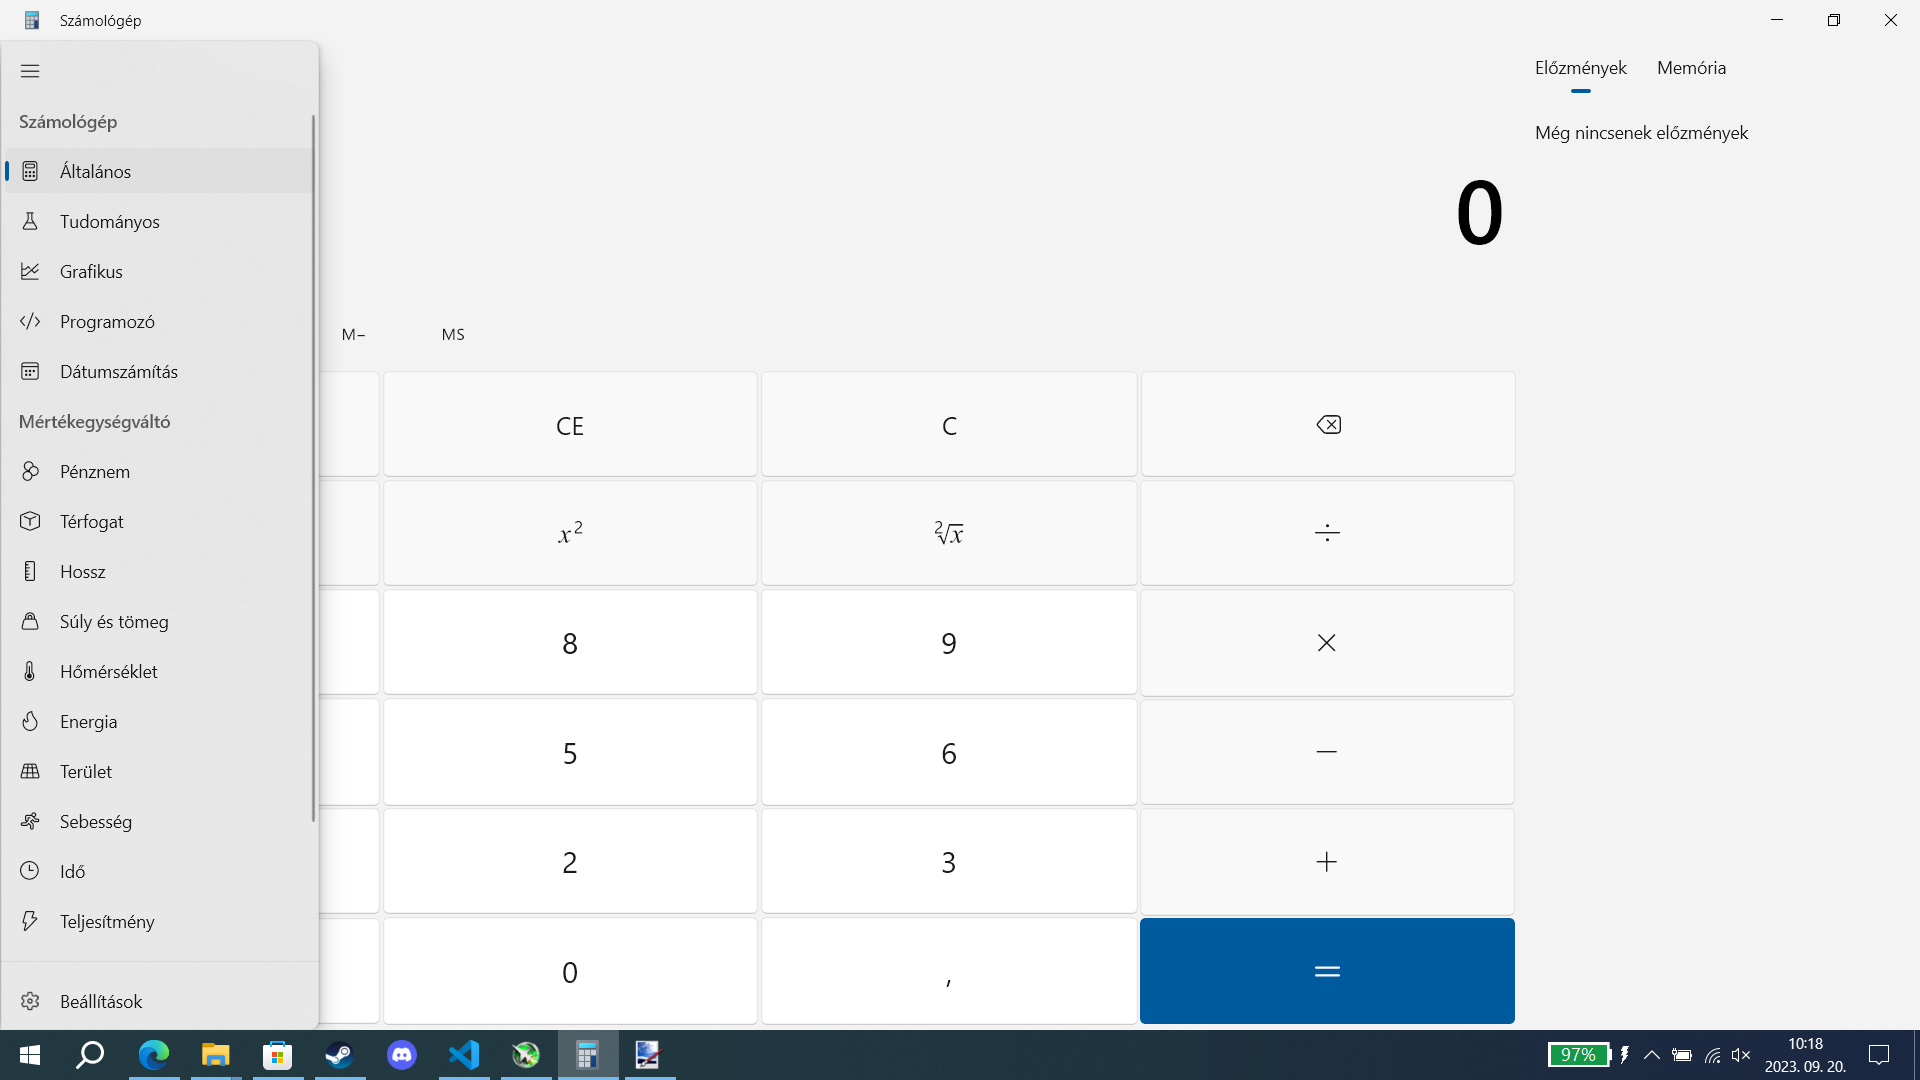 Számológép
Számológép
Általános
Tudományos
Grafikus
Programozó
Dátumszámítás
Mértékegységváltó
Pénznem
Térfogat
Hossz
Súly és tömeg
Hőmérséklet
Energia
Terület
Sebesség
Idő
Teljesítmény
Beállítások
Előzmények Memória
Még nincsenek előzmények
0
M− MS
CE C
x² ²√x ÷
8 9 ×
5 6 −
2 3 +
0 , =
97%
10:18
2023. 09. 20.